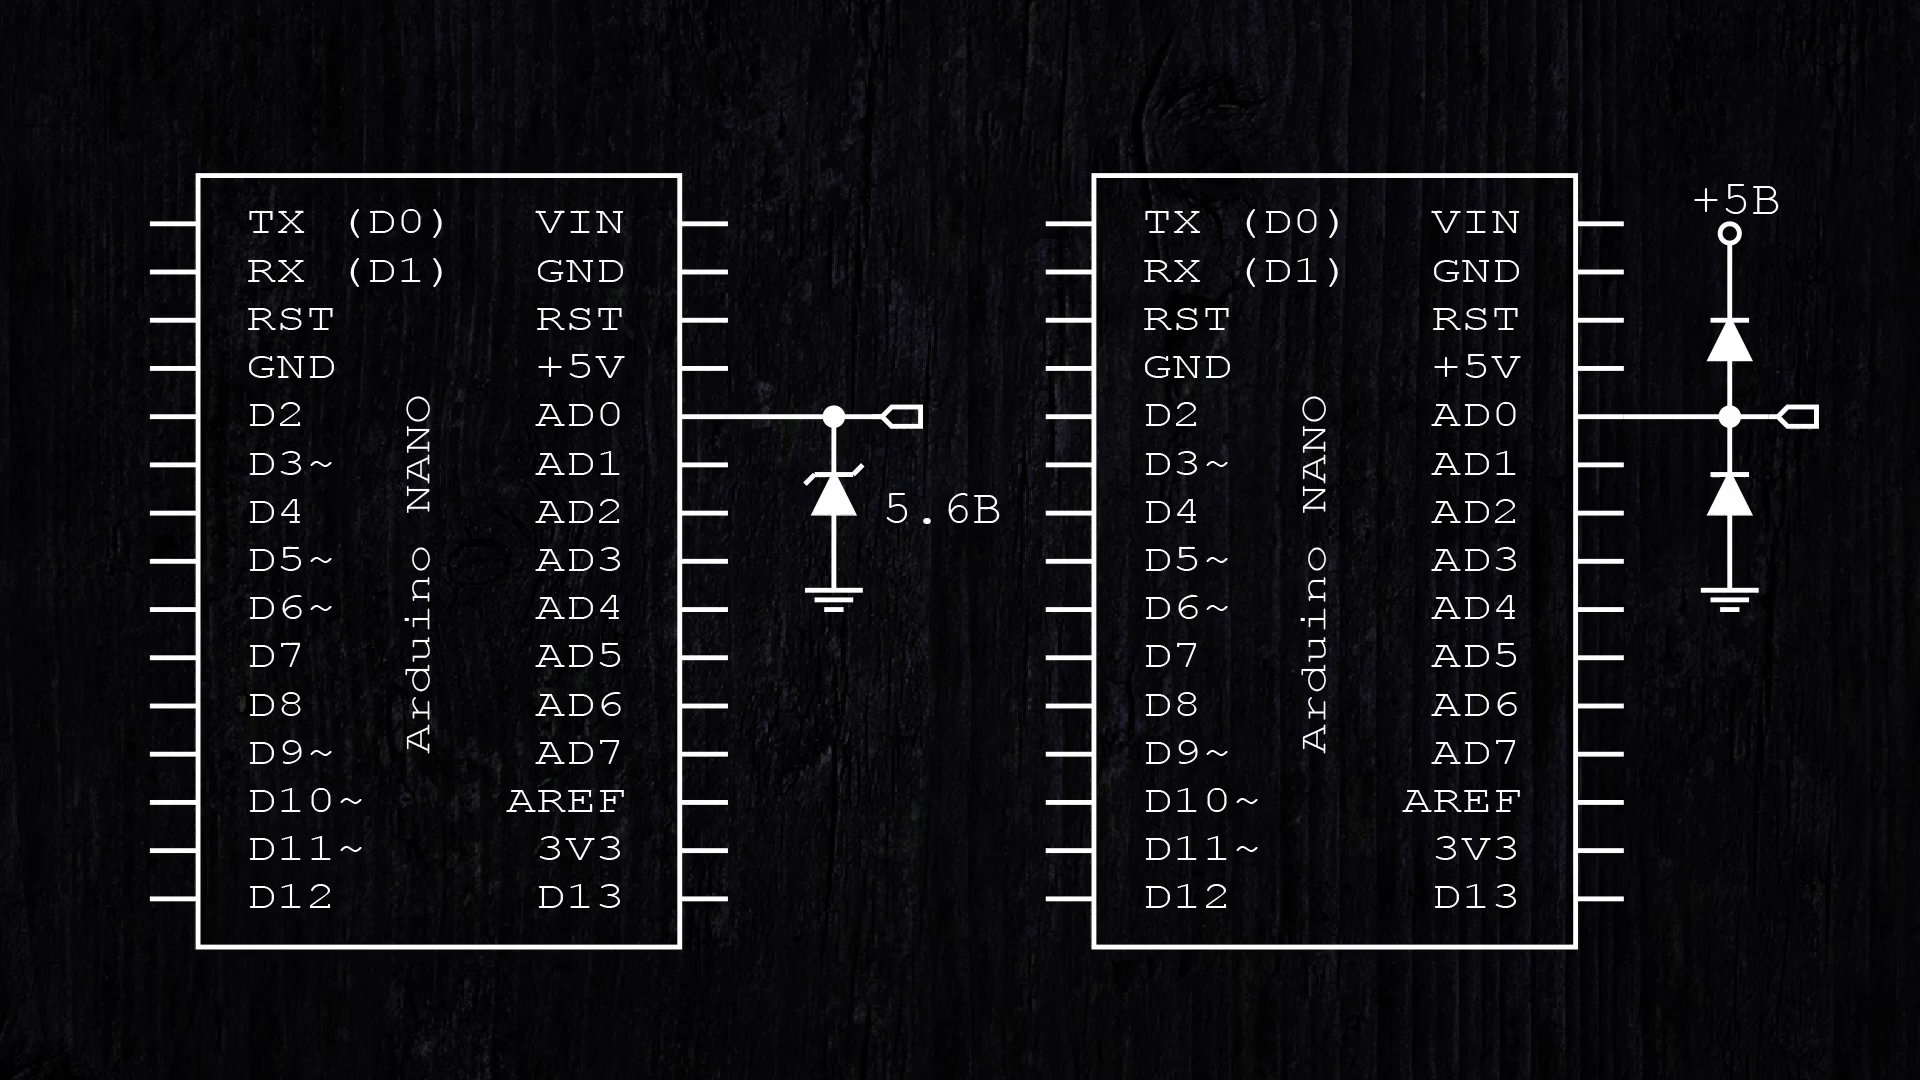 +5В
TX (D0) VIN
RX (D1) GND
RST RST
GND +5V
D2 AD0
D3~ AD1
D4 AD2
D5~ AD3
D6~ AD4
D7 AD5
D8 AD6
D9~ AD7
D10~ AREF
D11~ 3V3
D12 D13
Arduino NANO
5.6В
TX (D0) VIN
RX (D1) GND
RST RST
GND +5V
D2 AD0
D3~ AD1
D4 AD2
D5~ AD3
D6~ AD4
D7 AD5
D8 AD6
D9~ AD7
D10~ AREF
D11~ 3V3
D12 D13
Arduino NANO